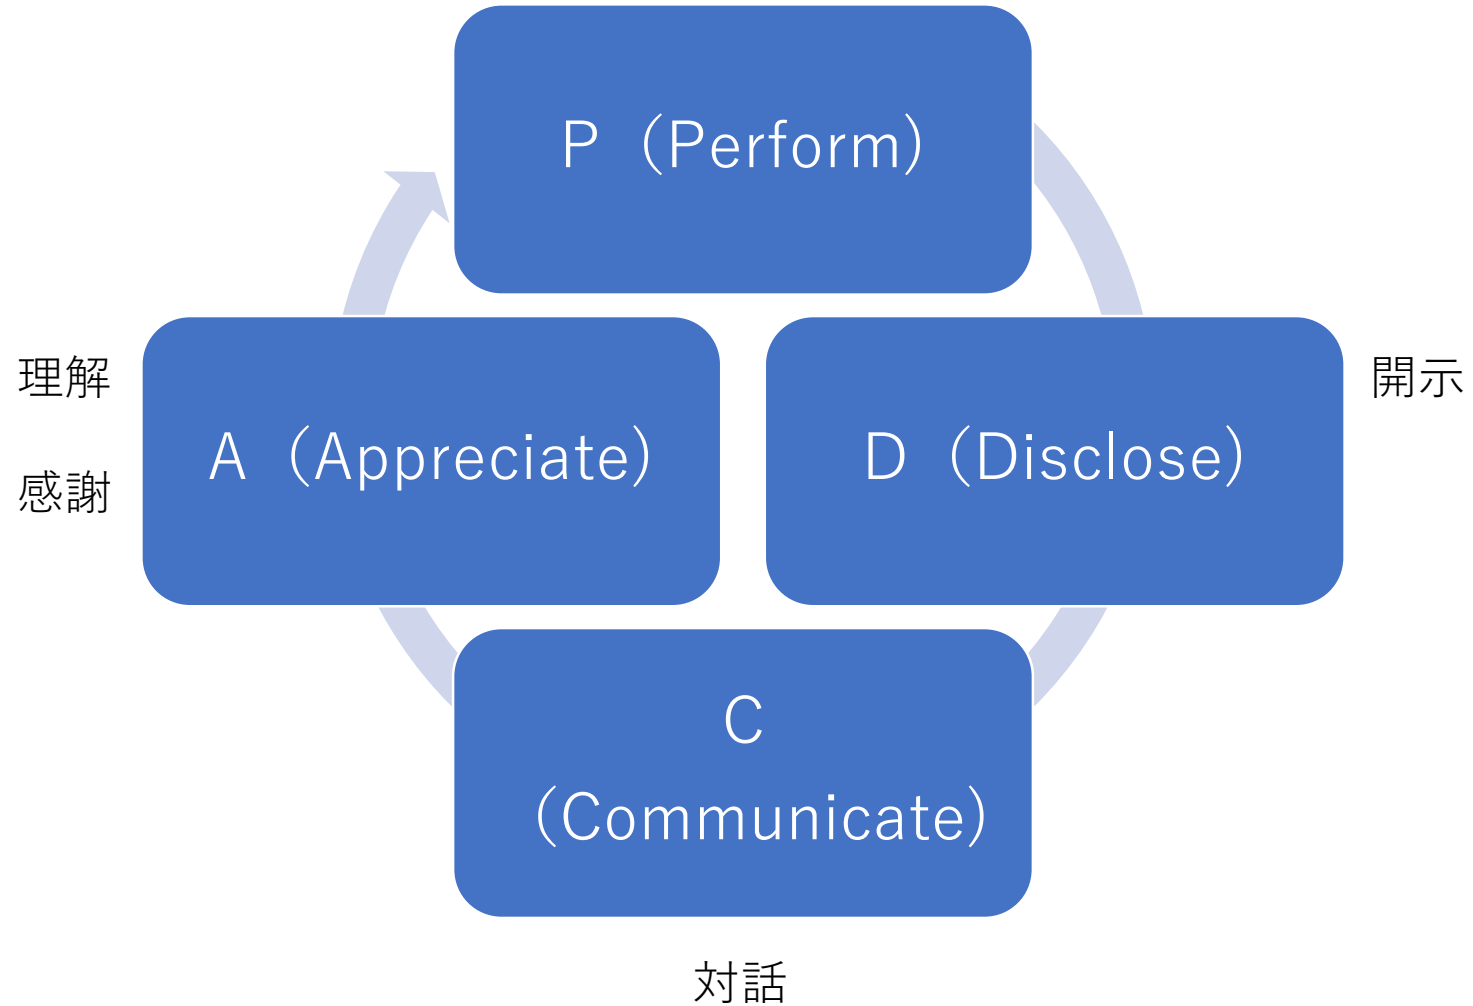 P（Perform）
理解
感謝
A（Appreciate）
D（Disclose）
開示
C
（Communicate）
対話